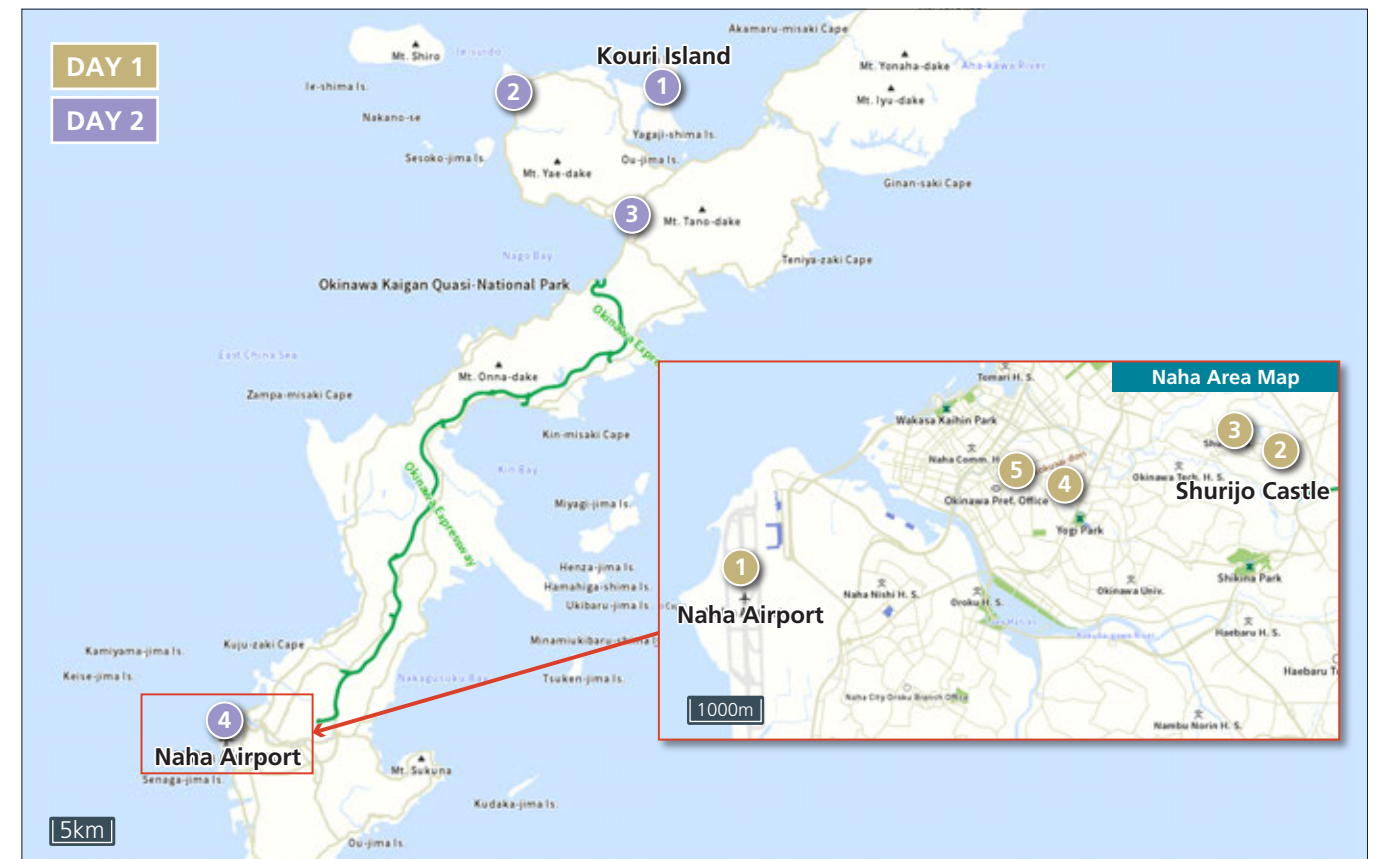 DAY 1
DAY 2
Akamaru-misaki Cape
Kouri Island
Mt. Shiro
Ie-suido
Mt. Yonaha-dake
Aha-kawa River
1
2
Ie-shima Is.
Mt. Iyu-dake
Nakano-se
Yagaji-shima Is.
Sesoko-jima Is.
Ou-jima Is.
Mt. Yae-dake
Ginan-saki Cape
3
Mt. Tano-dake
Nago Bay
Teniya-zaki Cape
Okinawa Kaigan Quasi-National Park
Okinawa Expre
East China Sea
Mt. Onna-dake
Zampa-misaki Cape
Kin-misaki Cape
Kin Bay
Okinawa Expressway
Miyagi-jima Is.
Henza-jima Is.
Hamahiga-shima Is.
Ukibaru-jima Is.
Kuju-zaki Cape
Minamiukibaru-shima I
Kamiyama-jima Is.
Keise-jima Is.
Nakagusuku Bay
Tsuken-jima Is.
4
Naha Airport
Senaga-jima Is.
Mt. Sukuna
Kudaka-jima Is.
5km
Ou-jima Is.
Naha Area Map
Tomari H. S.
Wakasa Kaihin Park
3
2
Naha Comm. H
5
4
Okinawa Tech. H. S.
Shurijo Castle
Okinawa Pref. Office
Yogi Park
1
Naha Airport
Naha Nishi H. S.
Oroku H. S.
Okinawa Univ.
Shikina Park
Haebaru H. S.
Haebaru T
Naha City Oroku Branch Office
1000m
Nambu Norin H. S.